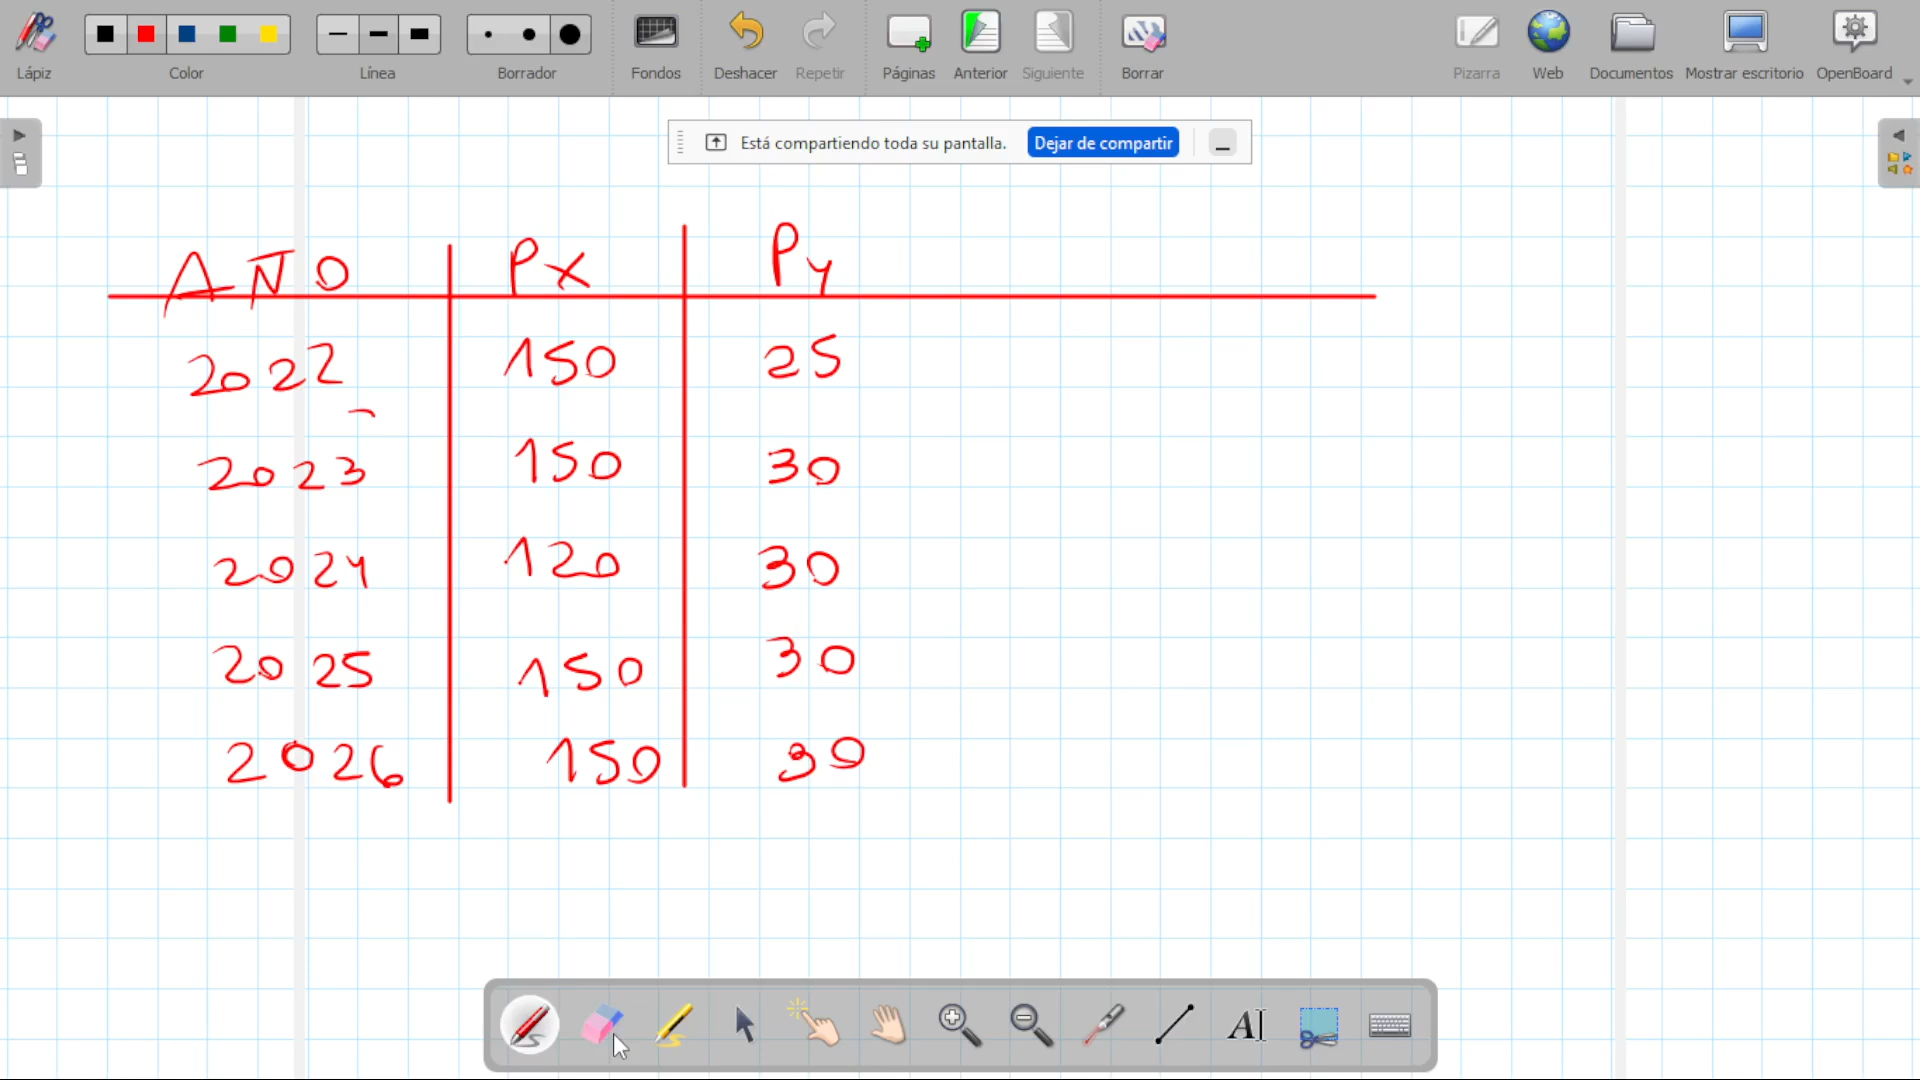 Lápiz Color Línea Borrador Fondos Deshacer Repetir Páginas Anterior Siguiente Borrar Pizarra Web Documentos Mostrar escritorio OpenBoard
Está compartiendo toda su pantalla. Dejar de compartir
AÑO PX Py
2022 150 25
2023 150 30
2024 120 30
2025 150 30
2026 150 30
AI